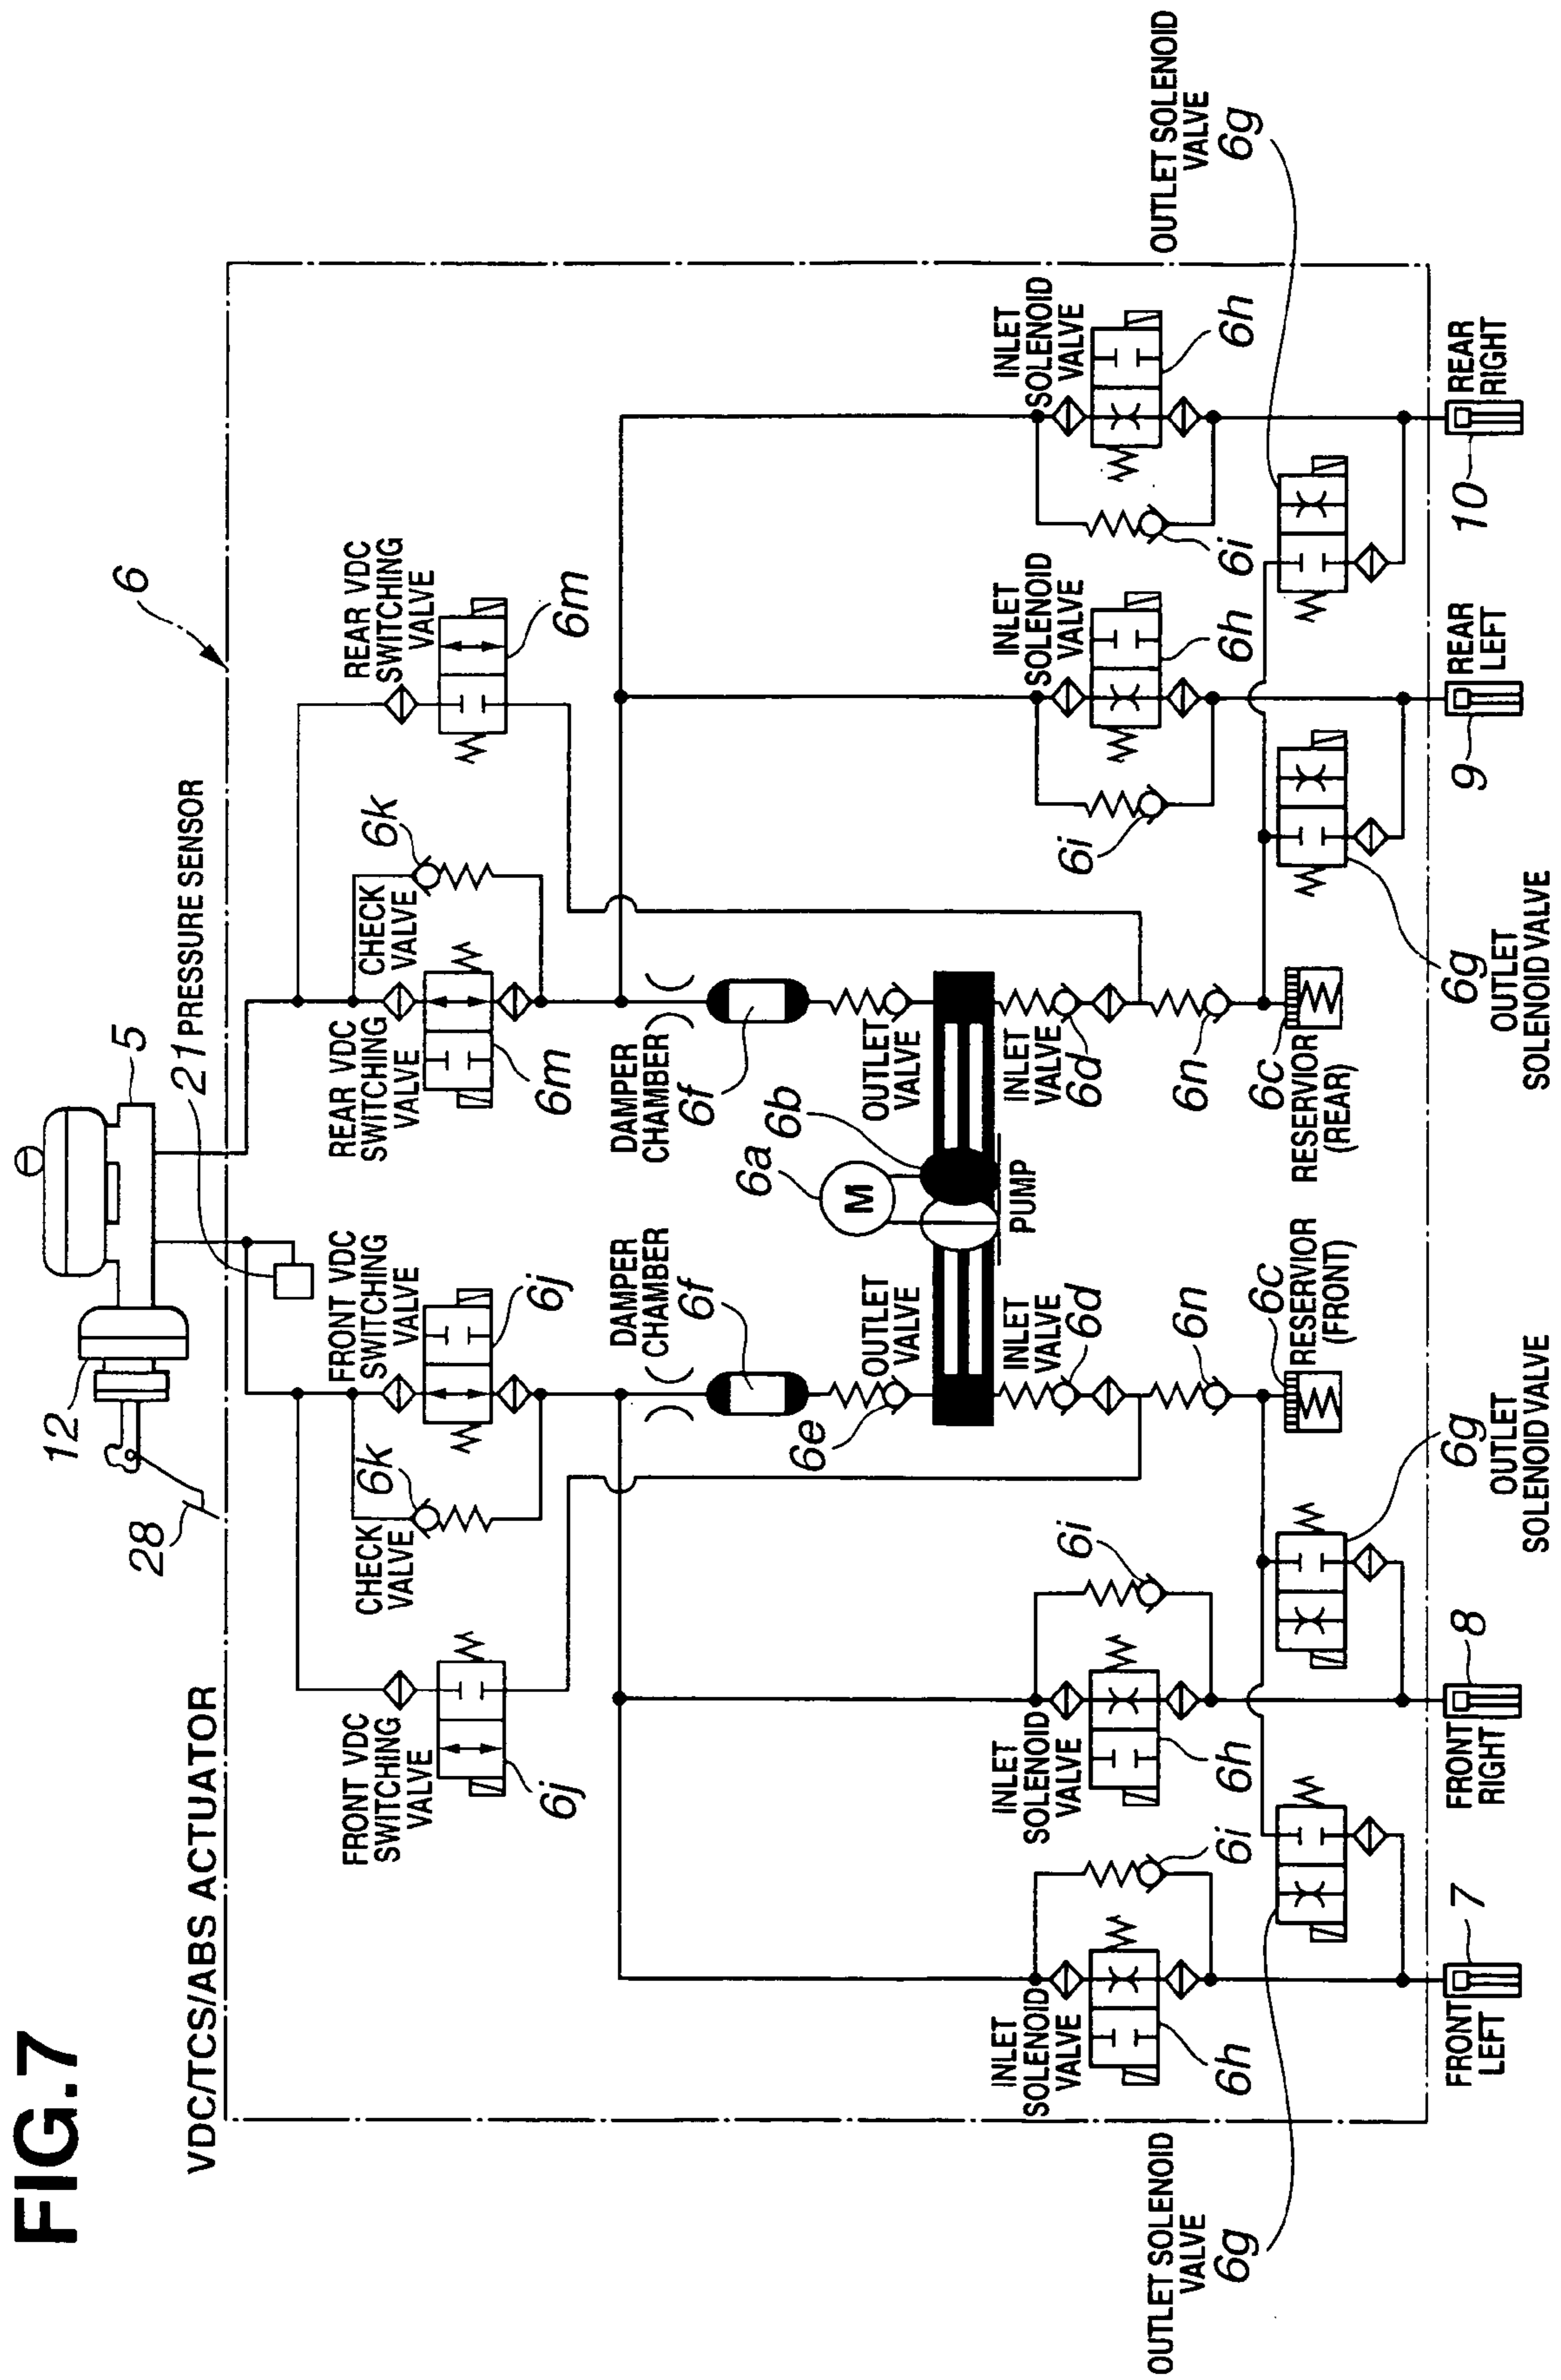 FIG.7
VDC/TCS/ABS ACTUATOR
28
12
21 PRESSURE SENSOR
5
6
FRONT VDC
SWITCHING
VALVE
6j
CHECK
VALVE
6k
FRONT VDC
SWITCHING
VALVE
6j
REAR VDC
SWITCHING
VALVE
6m
CHECK
VALVE
6k
REAR VDC
SWITCHING
VALVE
6m
DAMPER
CHAMBER
6f
DAMPER
CHAMBER
6f
6a
M
6b
PUMP
6e
OUTLET
VALVE
OUTLET
VALVE
INLET
VALVE
6d
INLET
VALVE
6d
6n
6n
6c
RESERVIOR
(FRONT)
6c
RESERVIOR
(REAR)
INLET
SOLENOID
VALVE
6h
6i
INLET
SOLENOID
VALVE
6h
6i
INLET
SOLENOID
VALVE
6h
6i
INLET
SOLENOID
VALVE
6h
6i
OUTLET SOLENOID
VALVE
6g
6g
OUTLET
SOLENOID VALVE
6g
OUTLET
SOLENOID VALVE
OUTLET SOLENOID
VALVE
6g
FRONT
LEFT
7
FRONT
RIGHT
8
9
REAR
LEFT
10
REAR
RIGHT